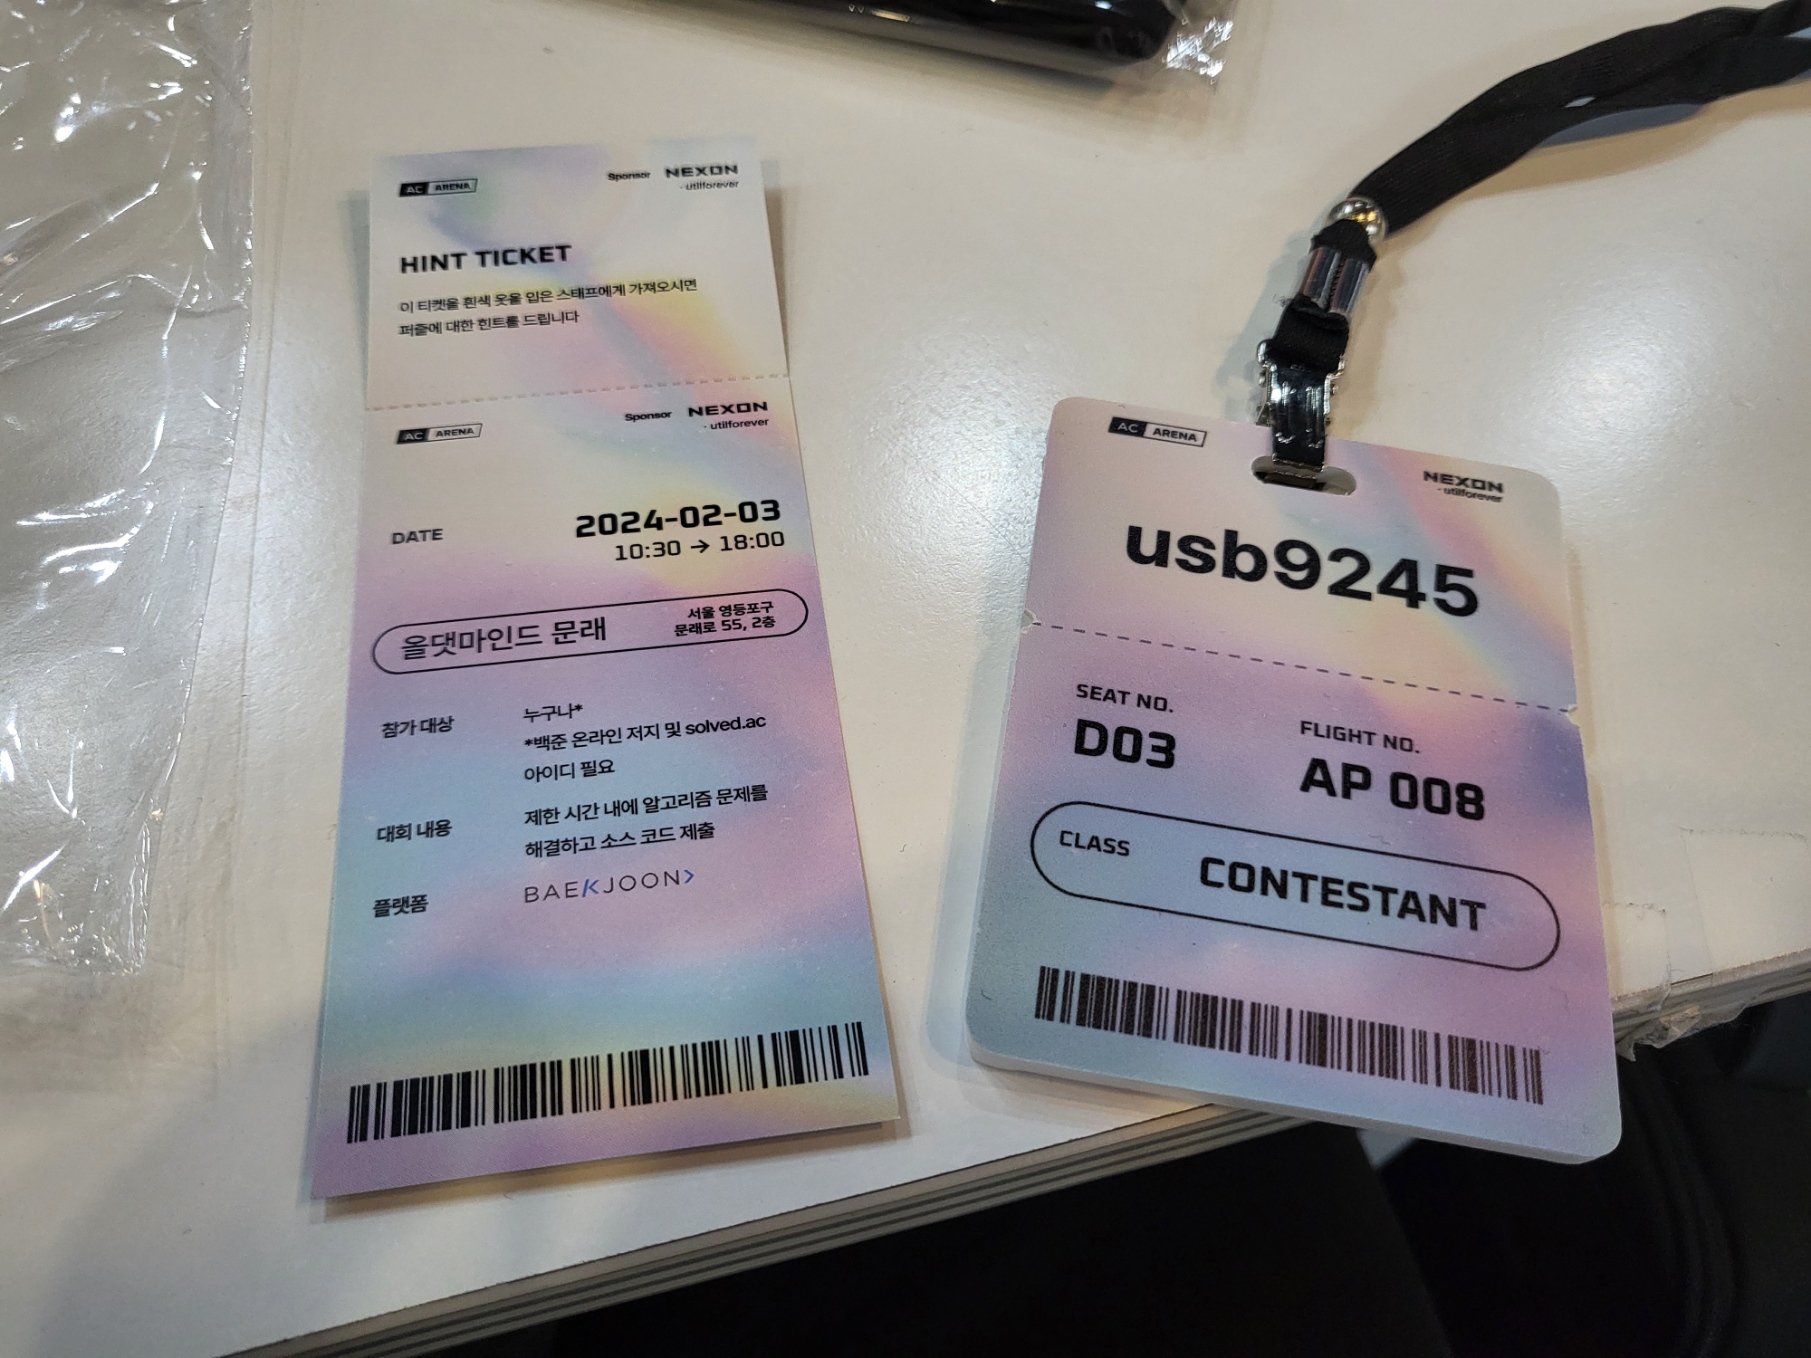 AC ARENA
Sponsor NEXON
· utilforever
HINT TICKET
이 티켓을 흰색 옷을 입은 스태프에게 가져오시면
퍼즐에 대한 힌트를 드립니다
AC ARENA
Sponsor NEXON
· utilforever
DATE
2024-02-03
10:30 → 18:00
올댓마인드 문래
서울 영등포구
문래로 55, 2층
참가 대상
누구나*
*백준 온라인 저지 및 solved.ac
아이디 필요
대회 내용
제한 시간 내에 알고리즘 문제를
해결하고 소스 코드 제출
플랫폼
BAEKJOON>
AC ARENA
NEXON
· utilforever
usb9245
SEAT NO.
D03
FLIGHT NO.
AP 008
CLASS
CONTESTANT